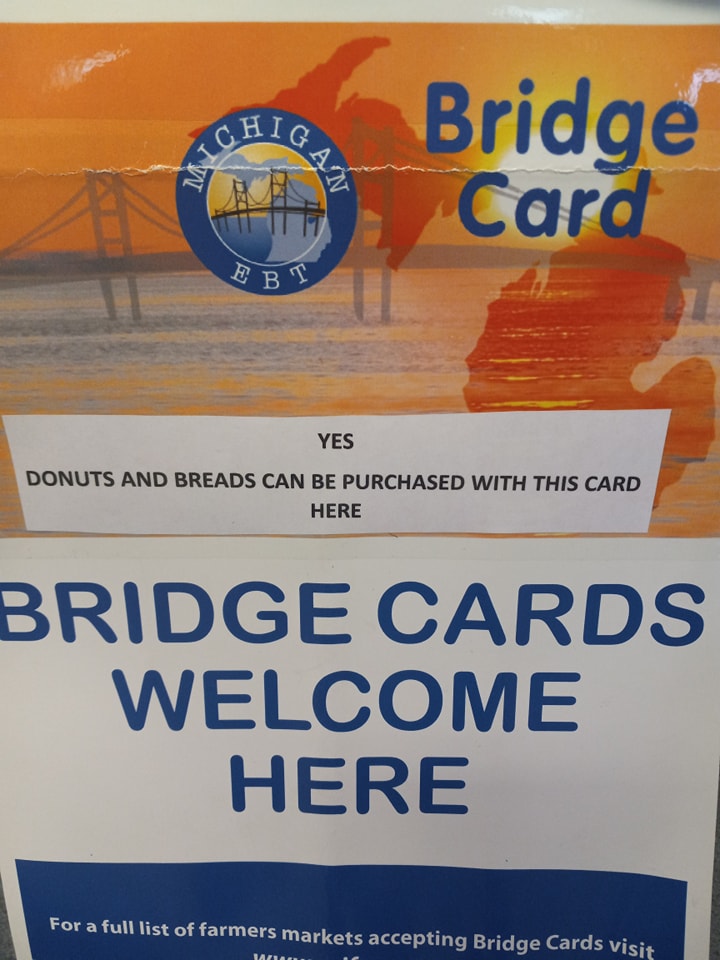 MICHIGAN
EBT
Bridge
Card
YES
DONUTS AND BREADS CAN BE PURCHASED WITH THIS CARD
HERE
BRIDGE CARDS
WELCOME
HERE
For a full list of farmers markets accepting Bridge Cards visit